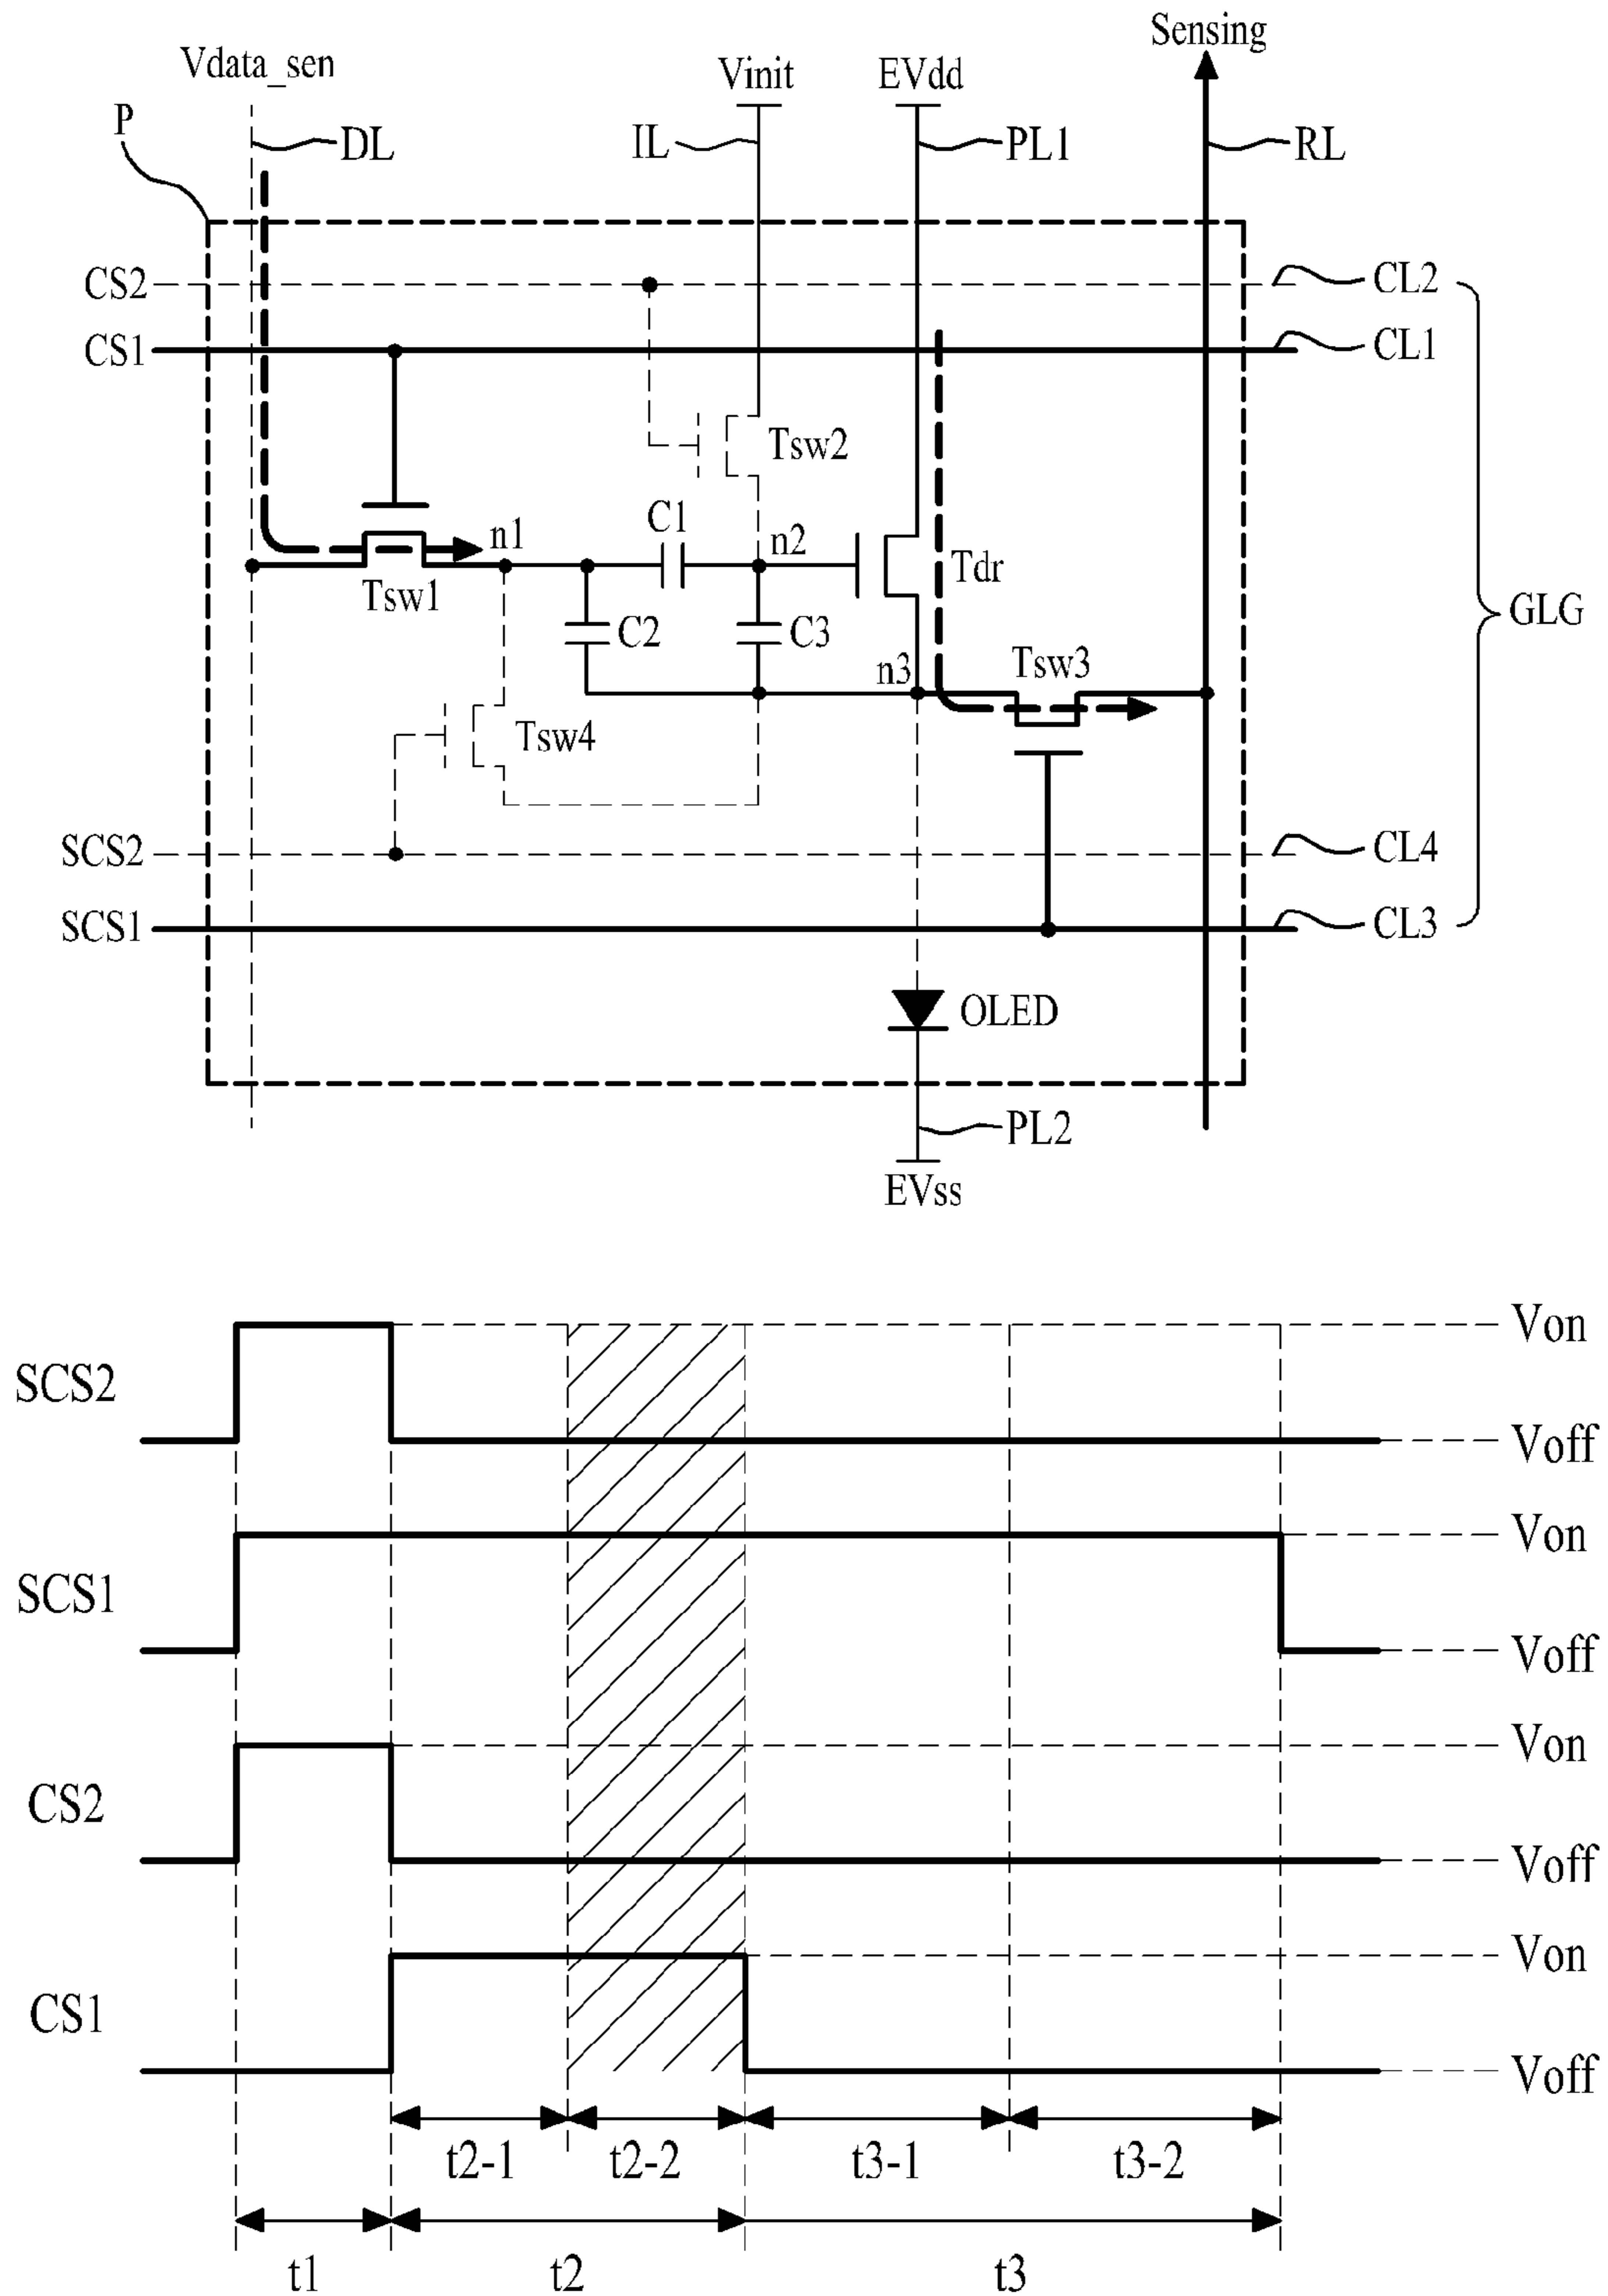 Sensing
Vdata_sen
Vinit
EVdd
P
DL
IL
PL1
RL
CS2
CL2
CS1
CL1
Tsw2
C1
n1
n2
Tdr
Tsw1
GLG
C2
C3
n3
Tsw3
Tsw4
SCS2
CL4
SCS1
CL3
OLED
PL2
EVss
Von
SCS2
Voff
Von
SCS1
Voff
Von
CS2
Voff
Von
CS1
Voff
t2-1 t2-2 t3-1 t3-2
t1 t2 t3